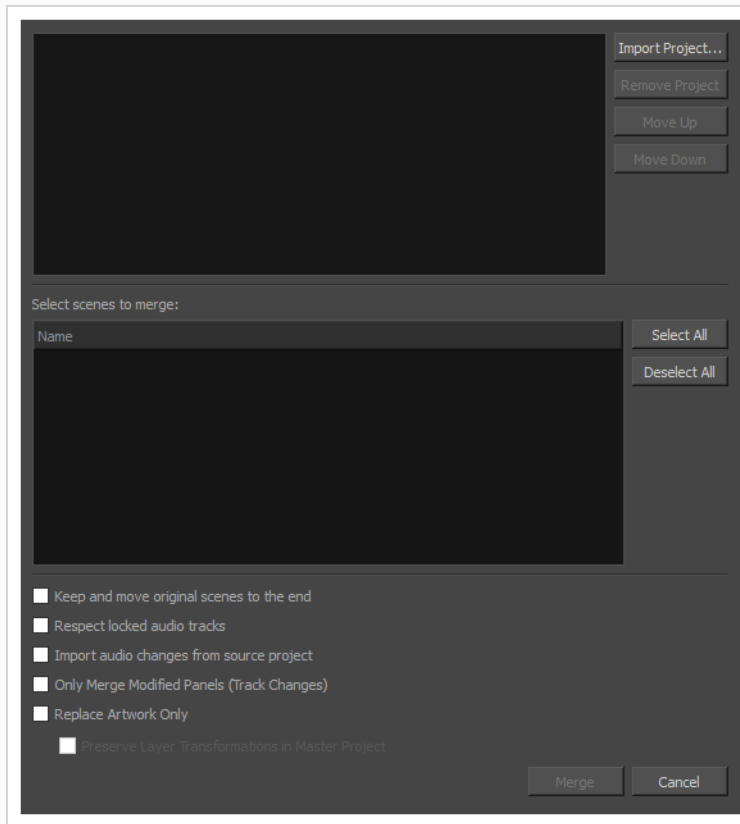 Import Project...
Remove Project
Move Up
Move Down
Select scenes to merge:
Name
Select All
Deselect All
Keep and move original scenes to the end
Respect locked audio tracks
Import audio changes from source project
Only Merge Modified Panels (Track Changes)
Replace Artwork Only
Preserve Layer Transformations in Master Project
Merge
Cancel